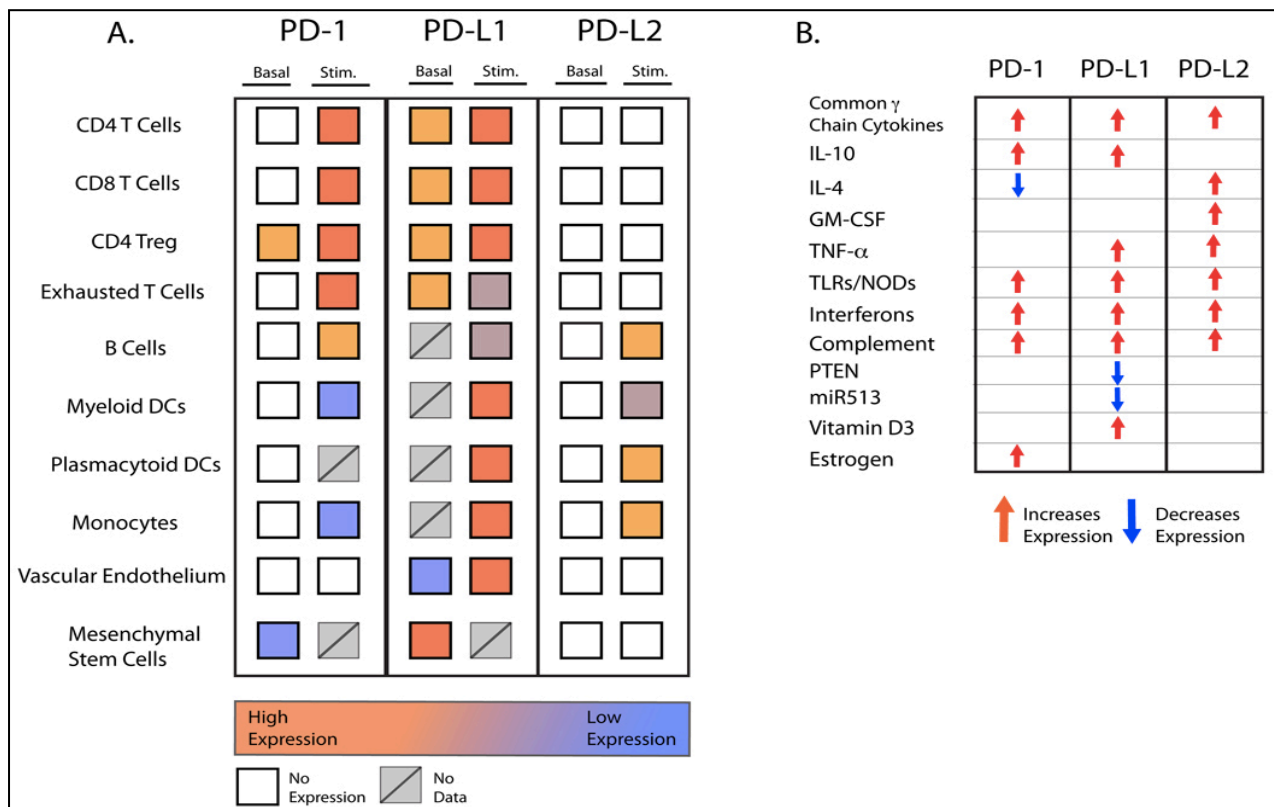 A.
PD-1 PD-L1 PD-L2
Basal Stim. Basal Stim. Basal Stim.
CD4 T Cells
CD8 T Cells
CD4 Treg
Exhausted T Cells
B Cells
Myeloid DCs
Plasmacytoid DCs
Monocytes
Vascular Endothelium
Mesenchymal
Stem Cells
High
Expression
Low
Expression
No
Expression
No
Data
B.
PD-1 PD-L1 PD-L2
Common γ
Chain Cytokines
IL-10
IL-4
GM-CSF
TNF-α
TLRs/NODs
Interferons
Complement
PTEN
miR513
Vitamin D3
Estrogen
Increases
Expression
Decreases
Expression